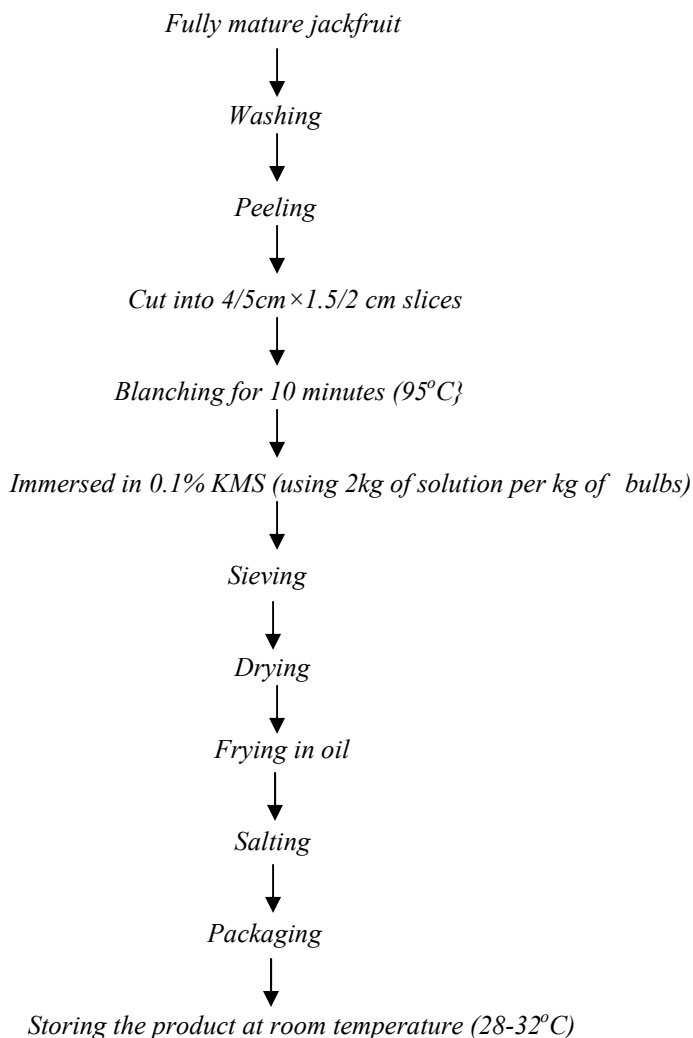 Fully mature jackfruit
Washing
Peeling
Cut into 4/5cm×1.5/2 cm slices
Blanching for 10 minutes (95°C}
Immersed in 0.1% KMS (using 2kg of solution per kg of bulbs)
Sieving
Drying
Frying in oil
Salting
Packaging
Storing the product at room temperature (28-32°C)